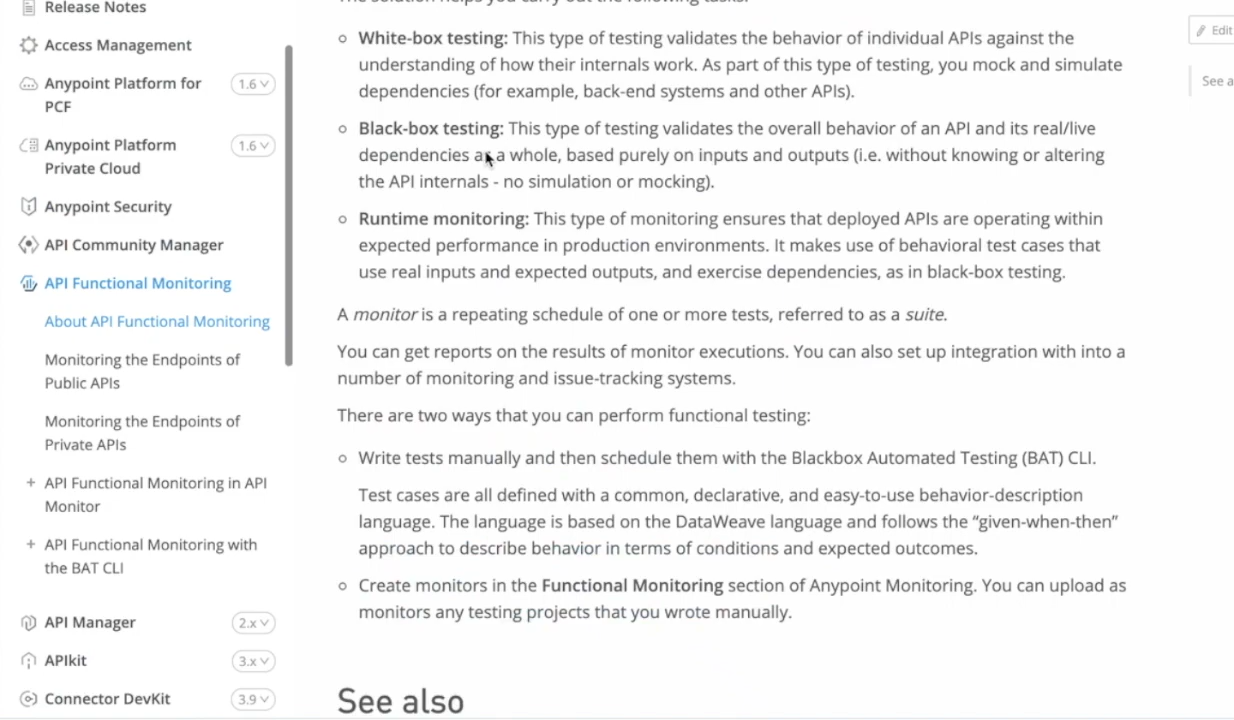 Release Notes
Access Management
Anypoint Platform for
PCF
1.6
Anypoint Platform
Private Cloud
1.6
Anypoint Security
API Community Manager
API Functional Monitoring
About API Functional Monitoring
Monitoring the Endpoints of
Public APIs
Monitoring the Endpoints of
Private APIs
+ API Functional Monitoring in API
Monitor
+ API Functional Monitoring with
the BAT CLI
API Manager
2.x
APIkit
3.x
Connector DevKit
3.9
The solution helps you carry out the following tasks:
White-box testing: This type of testing validates the behavior of individual APIs against the
understanding of how their internals work. As part of this type of testing, you mock and simulate
dependencies (for example, back-end systems and other APIs).
Black-box testing: This type of testing validates the overall behavior of an API and its real/live
dependencies as a whole, based purely on inputs and outputs (i.e. without knowing or altering
the API internals - no simulation or mocking).
Runtime monitoring: This type of monitoring ensures that deployed APIs are operating within
expected performance in production environments. It makes use of behavioral test cases that
use real inputs and expected outputs, and exercise dependencies, as in black-box testing.
A monitor is a repeating schedule of one or more tests, referred to as a suite.
You can get reports on the results of monitor executions. You can also set up integration with into a
number of monitoring and issue-tracking systems.
There are two ways that you can perform functional testing:
Write tests manually and then schedule them with the Blackbox Automated Testing (BAT) CLI.
Test cases are all defined with a common, declarative, and easy-to-use behavior-description
language. The language is based on the DataWeave language and follows the “given-when-then”
approach to describe behavior in terms of conditions and expected outcomes.
Create monitors in the Functional Monitoring section of Anypoint Monitoring. You can upload as
monitors any testing projects that you wrote manually.
See also
Edit
See a